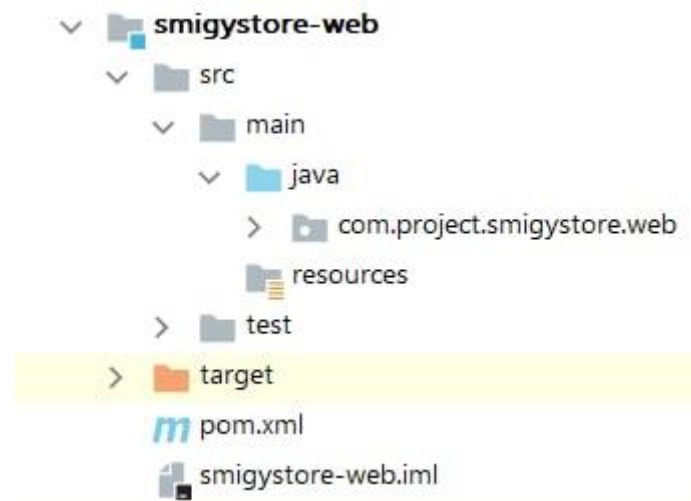 smigystore-web
src
main
java
com.project.smigystore.web
resources
test
target
pom.xml
smigystore-web.iml